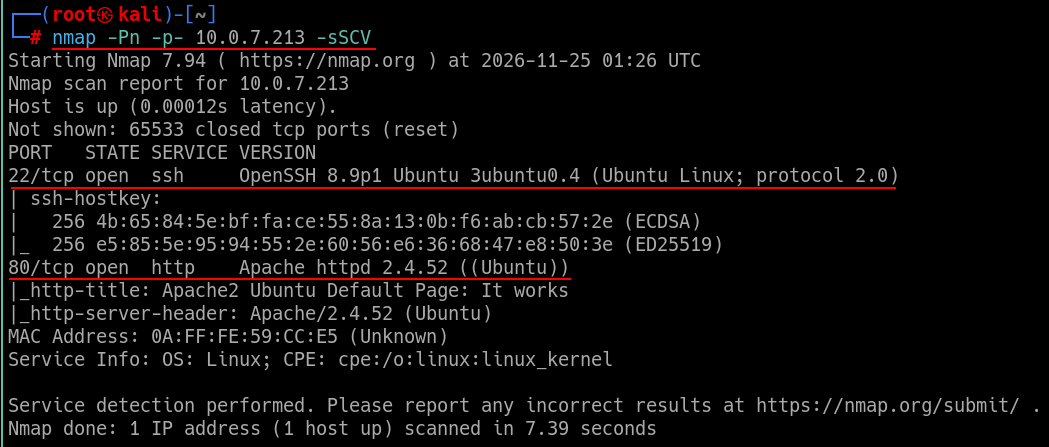 ┌──(root㉿kali)-[~]
└─# nmap -Pn -p- 10.0.7.213 -sSCV
Starting Nmap 7.94 ( https://nmap.org ) at 2026-11-25 01:26 UTC
Nmap scan report for 10.0.7.213
Host is up (0.00012s latency).
Not shown: 65533 closed tcp ports (reset)
PORT   STATE SERVICE VERSION
22/tcp open  ssh     OpenSSH 8.9p1 Ubuntu 3ubuntu0.4 (Ubuntu Linux; protocol 2.0)
| ssh-hostkey:
|   256 4b:65:84:5e:bf:fa:ce:55:8a:13:0b:f6:ab:cb:57:2e (ECDSA)
|_  256 e5:85:5e:95:94:55:2e:60:56:e6:36:68:47:e8:50:3e (ED25519)
80/tcp open  http    Apache httpd 2.4.52 ((Ubuntu))
|_http-title: Apache2 Ubuntu Default Page: It works
|_http-server-header: Apache/2.4.52 (Ubuntu)
MAC Address: 0A:FF:FE:59:CC:E5 (Unknown)
Service Info: OS: Linux; CPE: cpe:/o:linux:linux_kernel

Service detection performed. Please report any incorrect results at https://nmap.org/submit/ .
Nmap done: 1 IP address (1 host up) scanned in 7.39 seconds